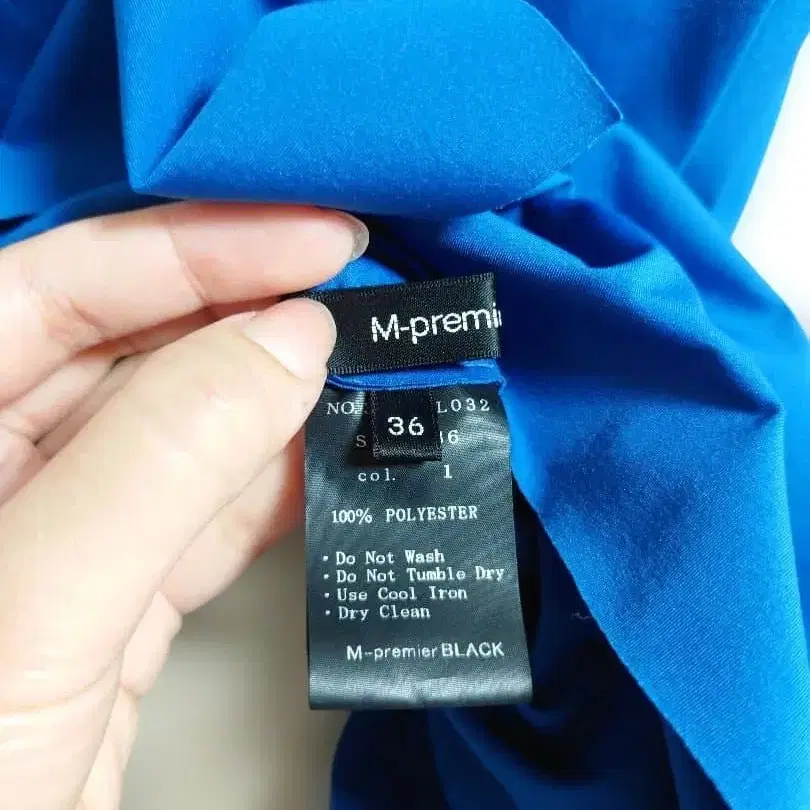 M-premi
NO. L032
S 36 6
col. 1
100% POLYESTER
・Do Not Wash
・Do Not Tumble Dry
・Use Cool Iron
・Dry Clean
M-premier BLACK